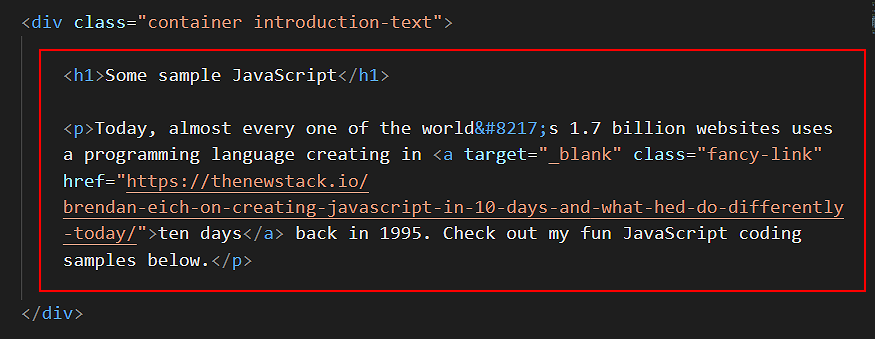 <div class="container introduction-text">
<h1>Some sample JavaScript</h1>
<p>Today, almost every one of the world&#8217;s 1.7 billion websites uses
a programming language creating in <a target="_blank" class="fancy-link"
href="https://thenewstack.io/
brendan-eich-on-creating-javascript-in-10-days-and-what-hed-do-differently
-today/">ten days</a> back in 1995. Check out my fun JavaScript coding
samples below.</p>
</div>